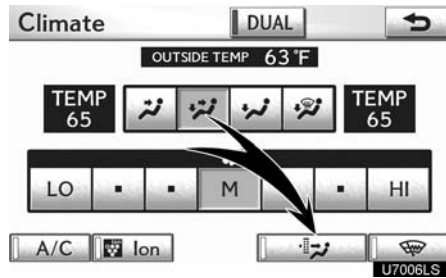 Climate DUAL
OUTSIDE TEMP 63°F
TEMP 65 TEMP 65
LO M HI
A/C Ion
U7006LS